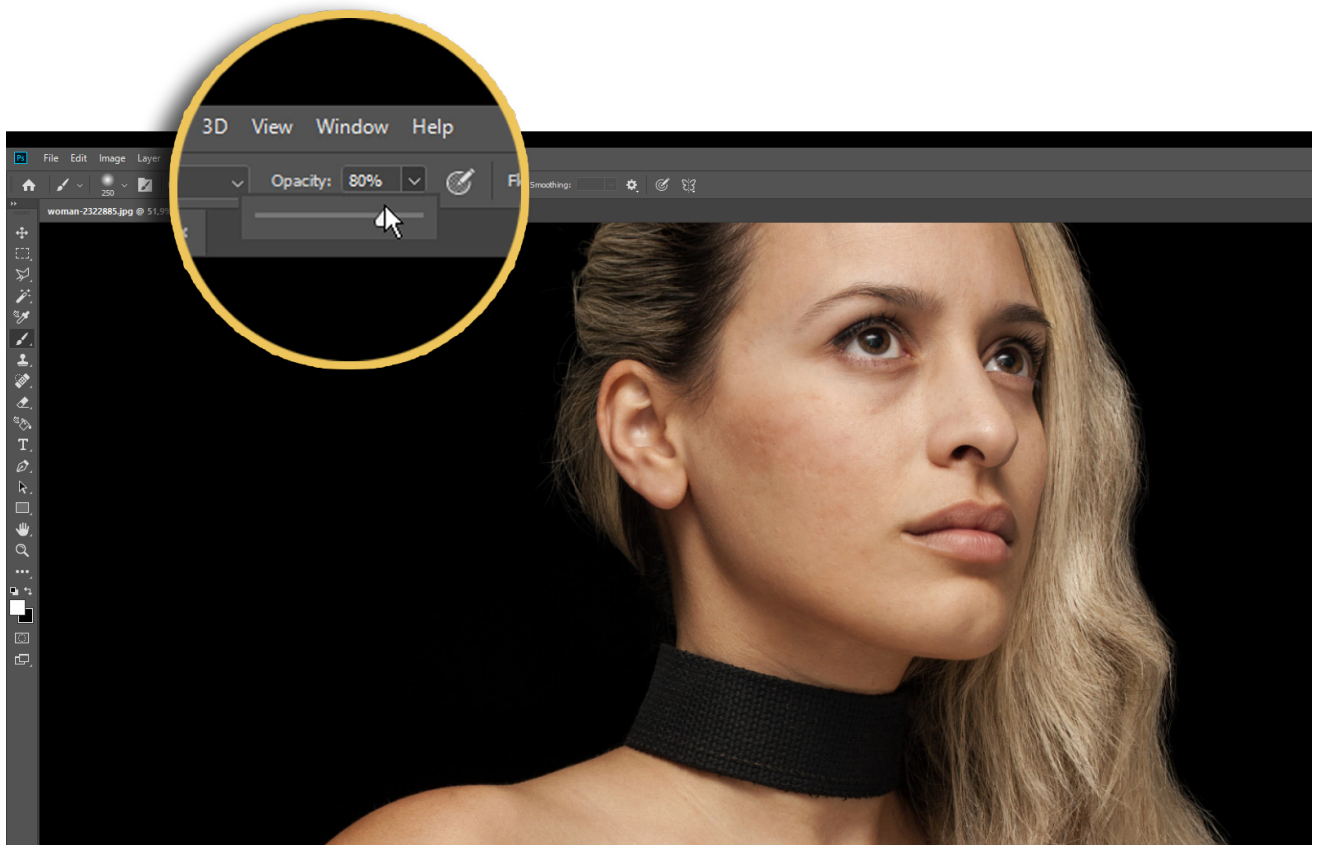 3D View Window Help
Ps File Edit Image Layer
Opacity: 80% Smoothing:
250
woman-2322885.jpg @ 51,9
T